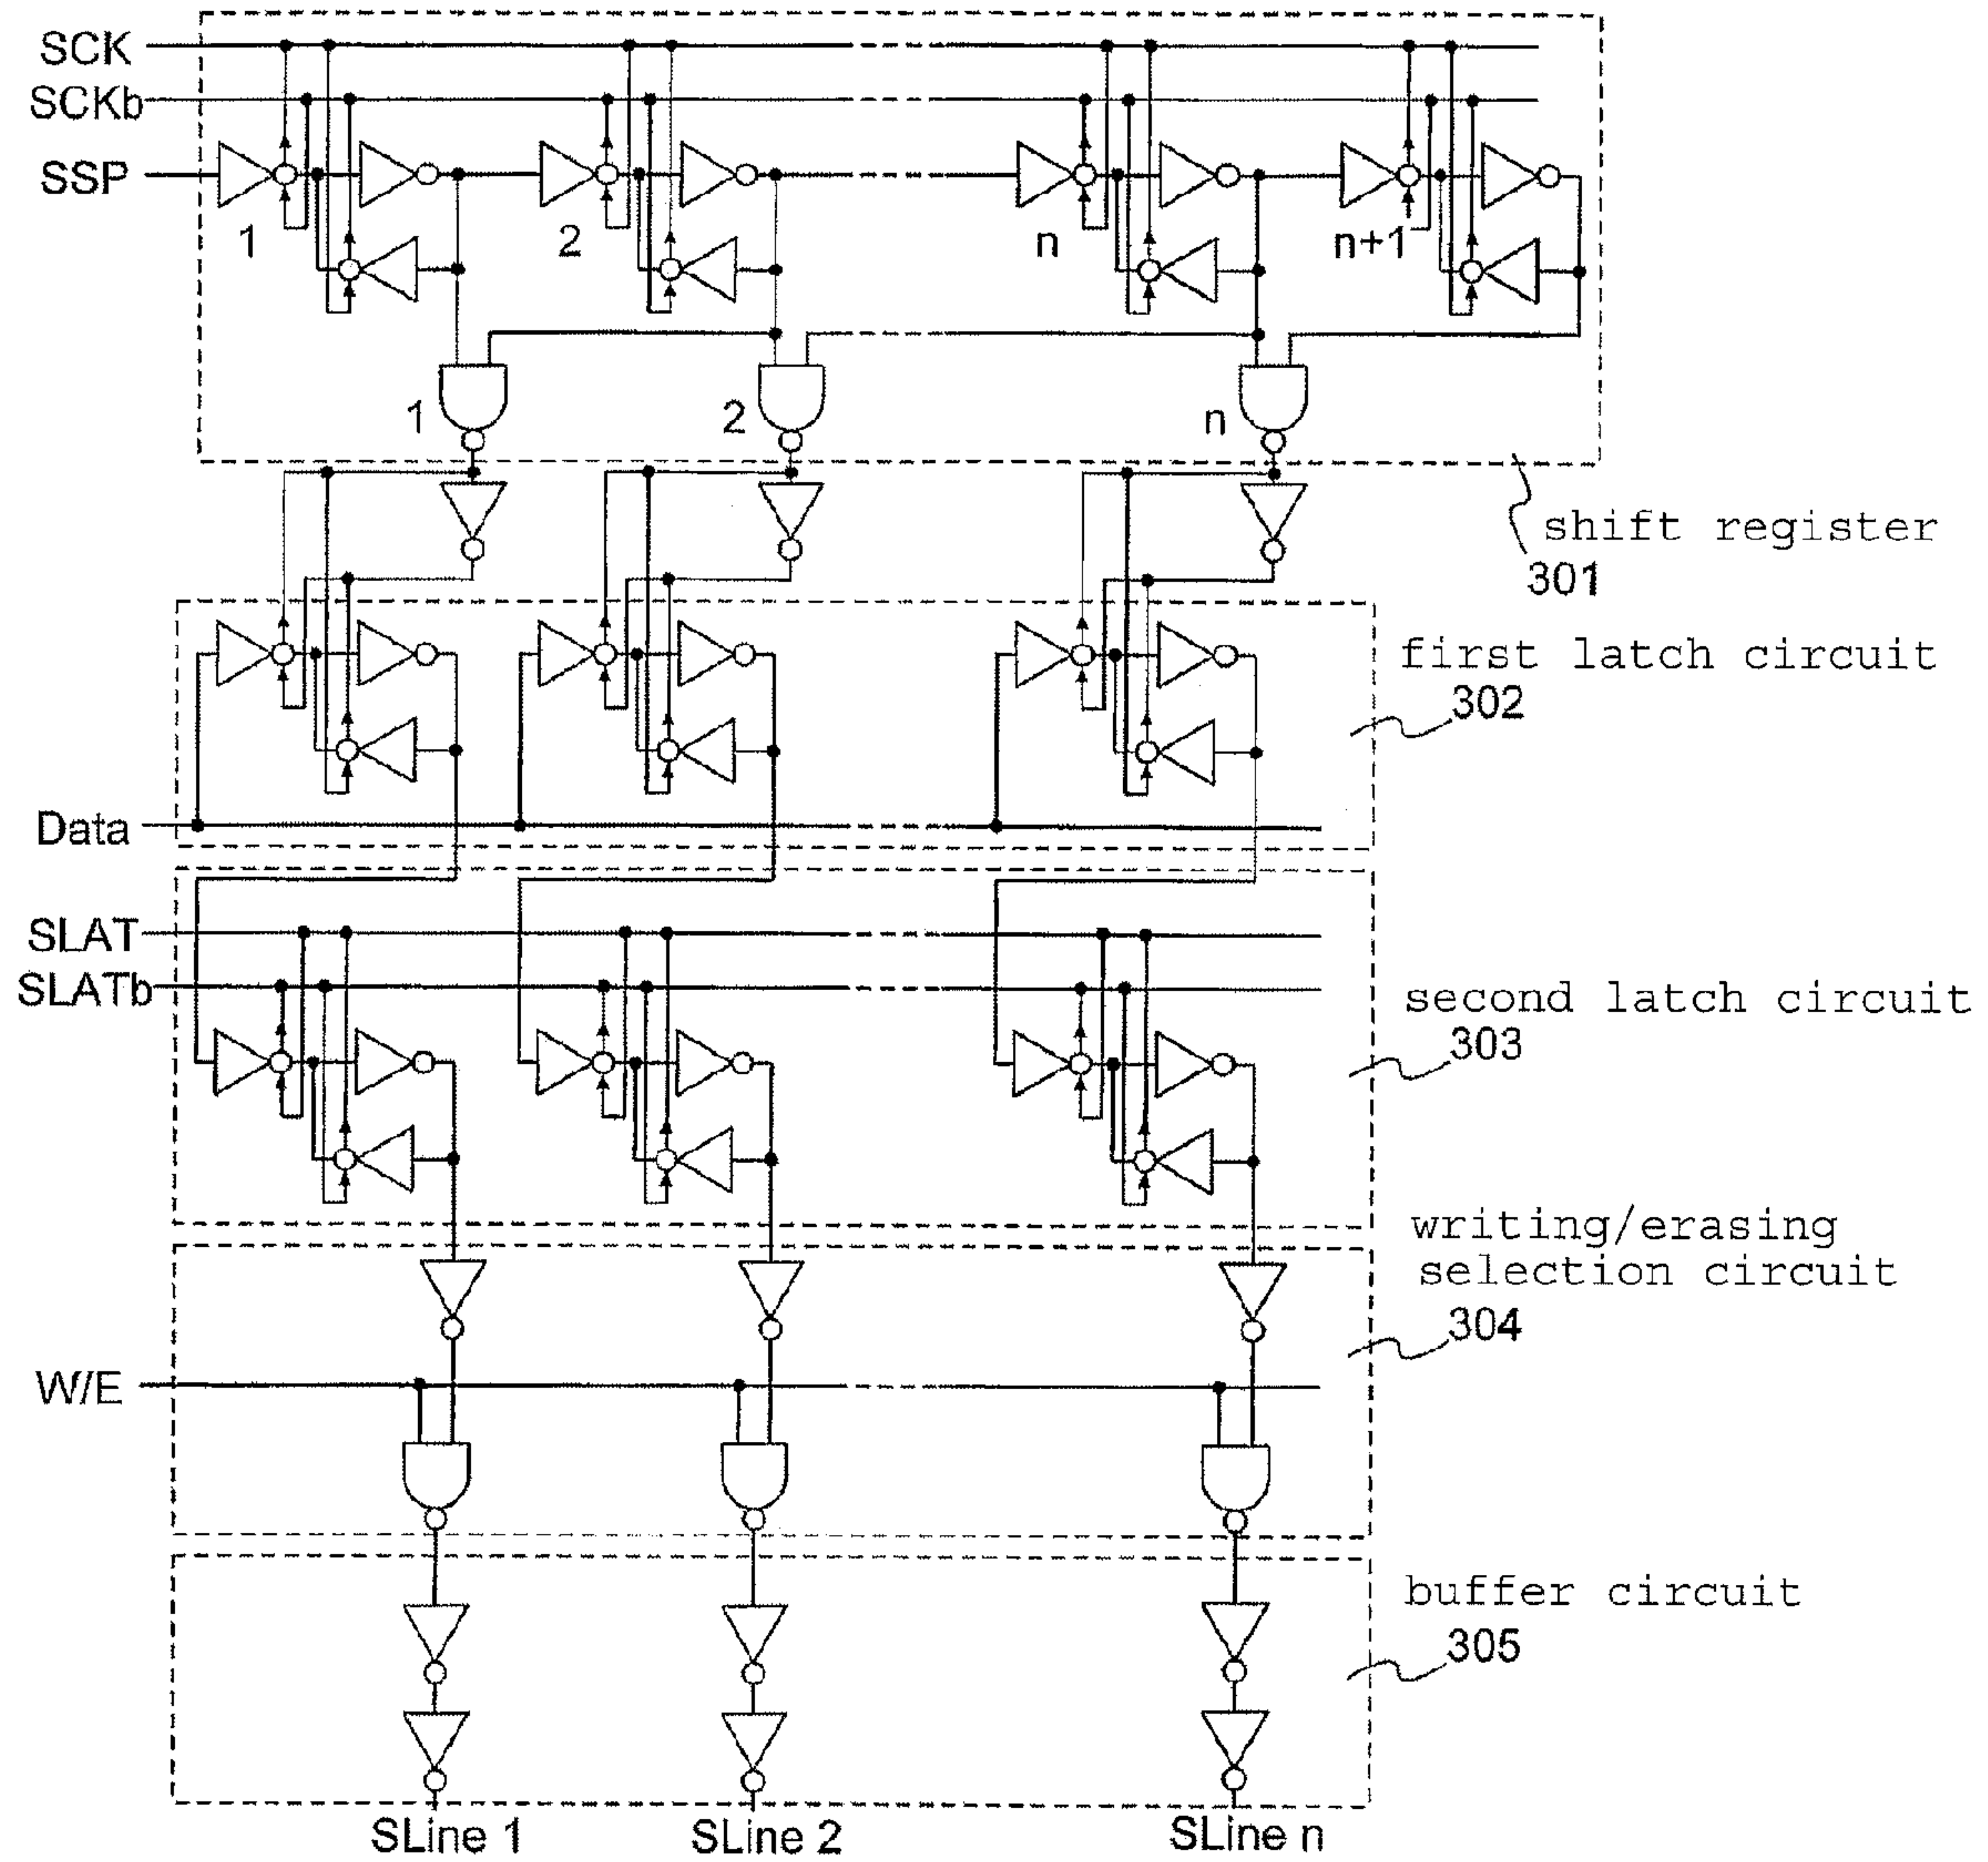 SCK
SCKb
SSP
1
2
n
n+1
1
2
n
shift register
301
first latch circuit
302
Data
SLAT
SLATb
second latch circuit
303
writing/erasing
selection circuit
304
W/E
buffer circuit
305
SLine 1
SLine 2
SLine n